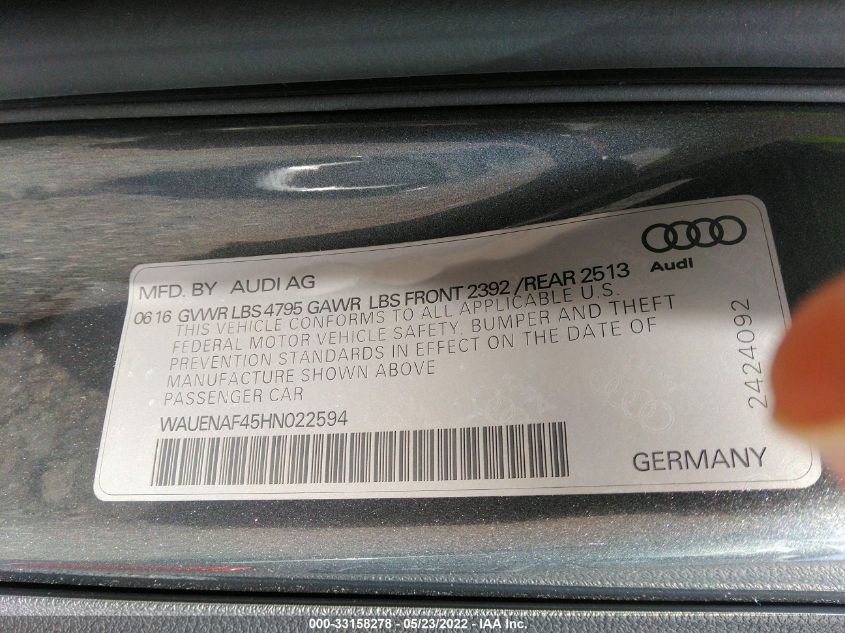 Audi
MFD. BY AUDI AG
0616 GVWR LBS 4795 GAWR LBS FRONT 2392 /REAR 2513
THIS VEHICLE CONFORMS TO ALL APPLICABLE U.S.
FEDERAL MOTOR VEHICLE SAFETY, BUMPER AND THEFT
PREVENTION STANDARDS IN EFFECT ON THE DATE OF
MANUFACTURE SHOWN ABOVE
PASSENGER CAR
WAUENAF45HN022594
2424092
GERMANY
000-33158278 - 05/23/2022 - IAA Inc.